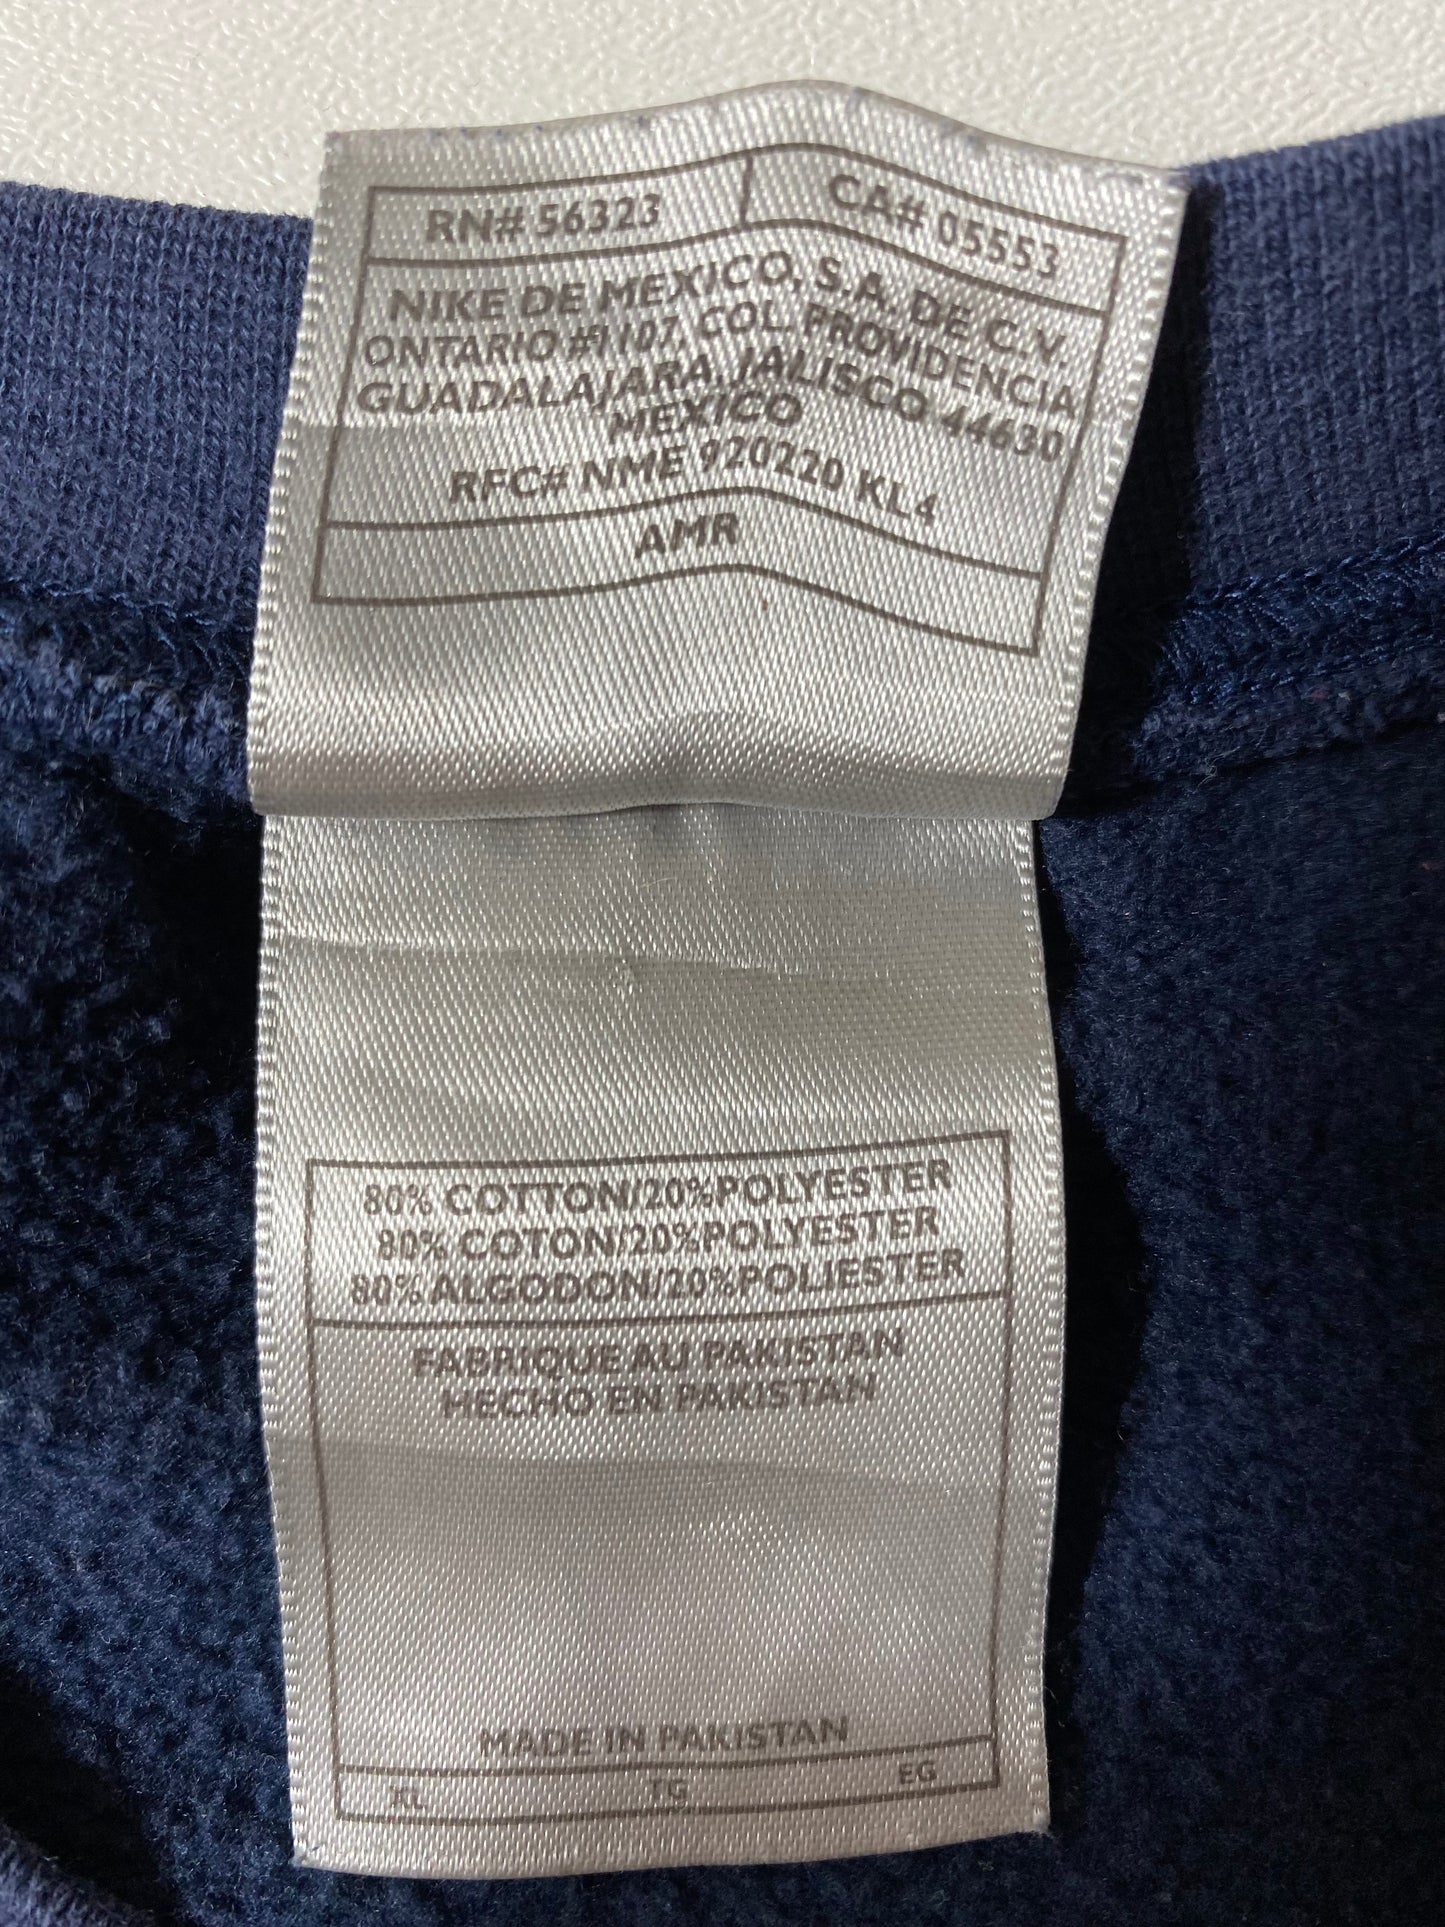 RN# 56323 CA# 05553
NIKE DE MEXICO, S.A. DE C.V.
ONTARIO #1107, COL. PROVIDENCIA
GUADALAJARA, JALISCO 44630
MEXICO
RFC# NME 920220 KL4
AMR
80% COTTON/20%POLYESTER
80% COTON/20%POLYESTER
80% ALGODON/20%POLIESTER
FABRIQUE AU PAKISTAN
HECHO EN PAKISTAN
MADE IN PAKISTAN
XL TG EG